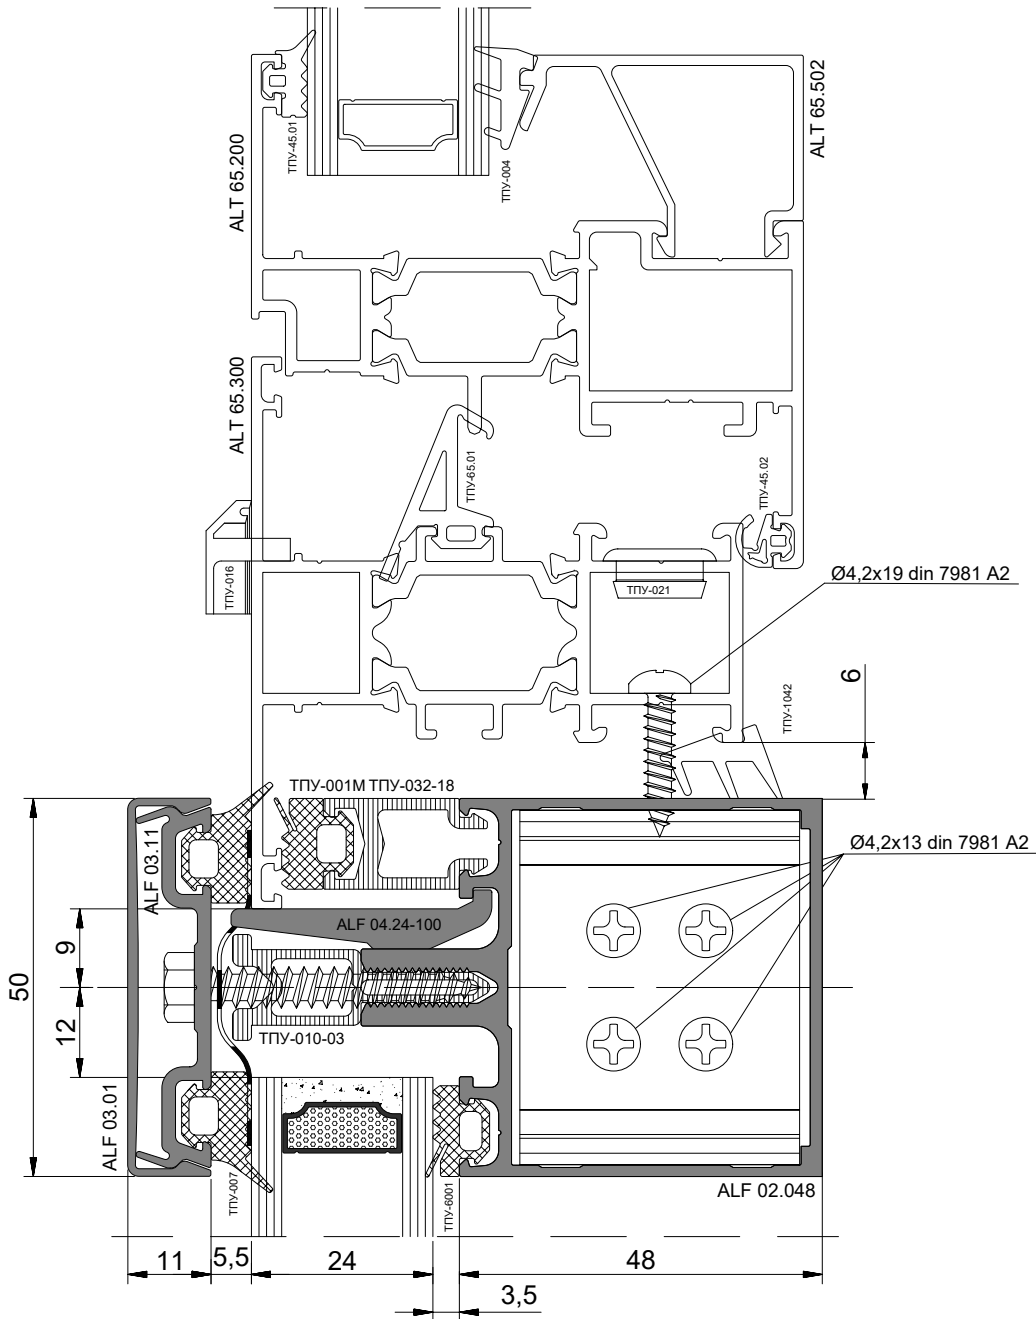 ALT 65.502
ТПУ-45.01
ALT 65.200
ТПУ-004
ALT 65.300
ТПУ-65.01
ТПУ-45.02
ТПУ-016
ТПУ-021
Ø4,2x19 din 7981 A2
6
ТПУ-1042
ТПУ-001М ТПУ-032-18
ALF 03.11
Ø4,2x13 din 7981 A2
ALF 04.24-100
9
50
12
ТПУ-010-03
ALF 03.01
ТПУ-007
ТПУ-6001
ALF 02.048
11
5,5
24
48
3,5